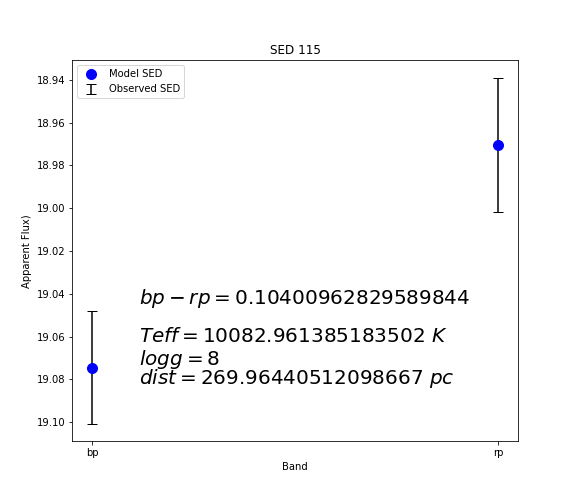 SED 115
Model SED
Observed SED
18.94
18.96
18.98
19.00
19.02
19.04
19.06
19.08
19.10
Apparent Flux)
bp − rp = 0.10400962829589844
Teff = 10082.961385183502 K
logg = 8
dist = 269.96440512098667 pc
bp
rp
Band